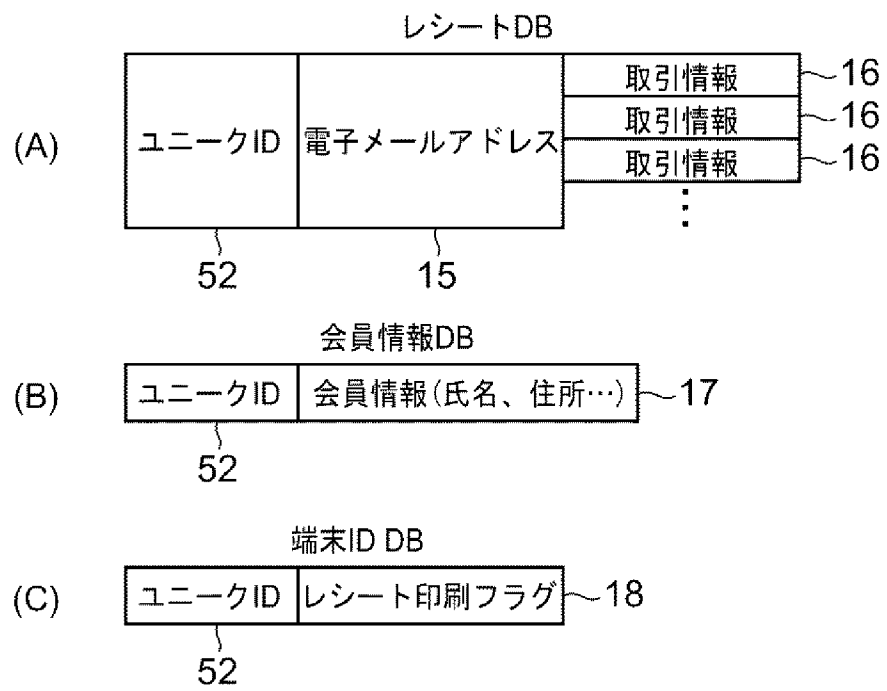 レシートDB
(A) ユニークID 電子メールアドレス 取引情報 16
取引情報 16
取引情報 16
⋮
52 15
会員情報DB
(B) ユニークID 会員情報(氏名、住所…) 17
52
端末ID DB
(C) ユニークID レシート印刷フラグ 18
52